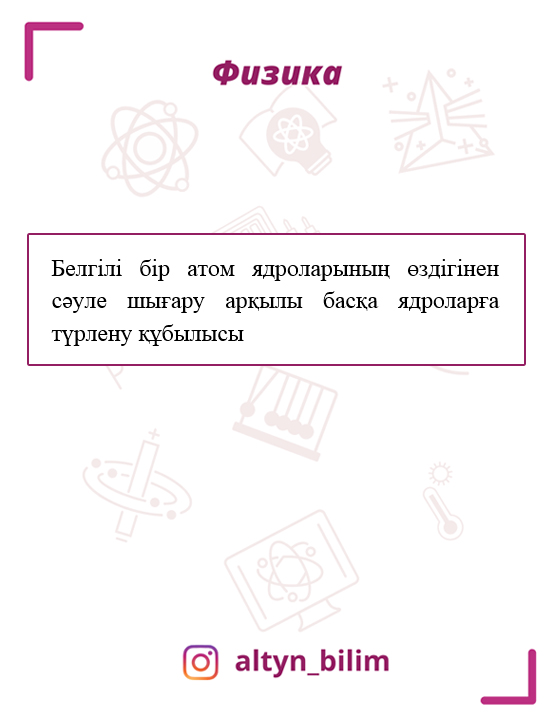 Физика
Белгілі бір атом ядроларының өздігінен
сәуле шығару арқылы басқа ядроларға
түрлену құбылысы
altyn_bilim